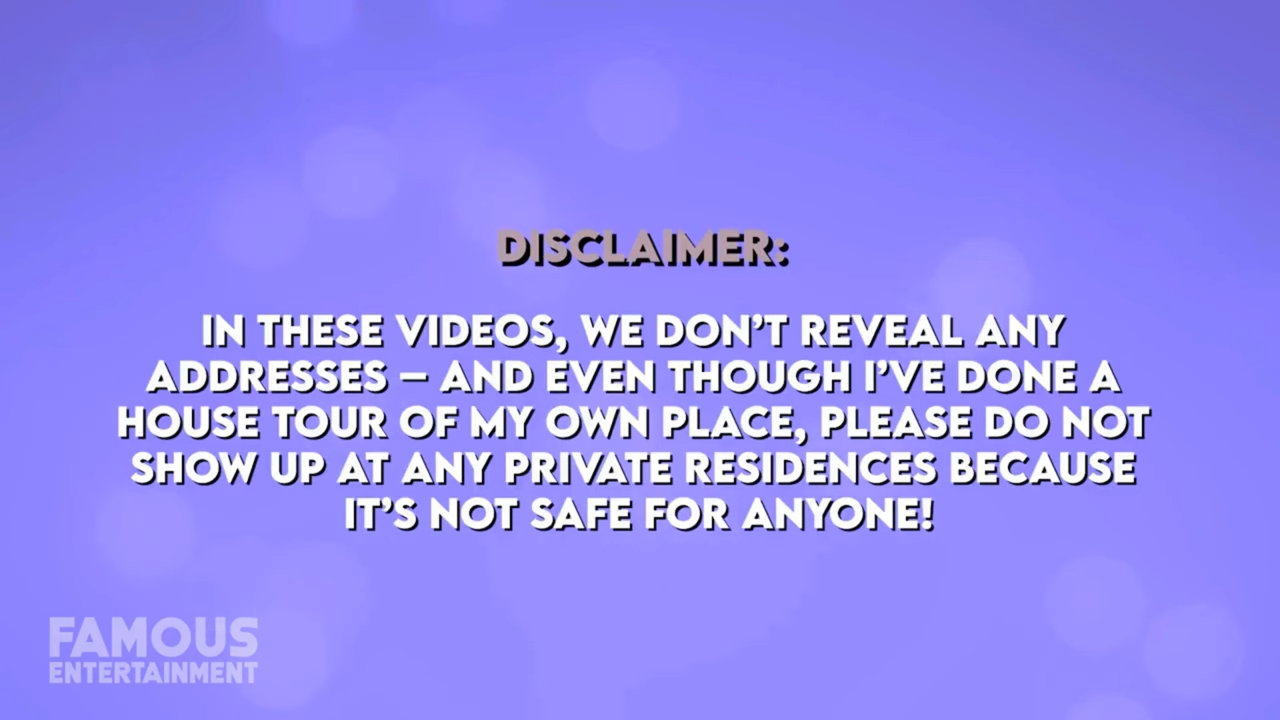 DISCLAIMER:
IN THESE VIDEOS, WE DON'T REVEAL ANY
ADDRESSES – AND EVEN THOUGH I'VE DONE A
HOUSE TOUR OF MY OWN PLACE, PLEASE DO NOT
SHOW UP AT ANY PRIVATE RESIDENCES BECAUSE
IT'S NOT SAFE FOR ANYONE!
FAMOUS
ENTERTAINMENT